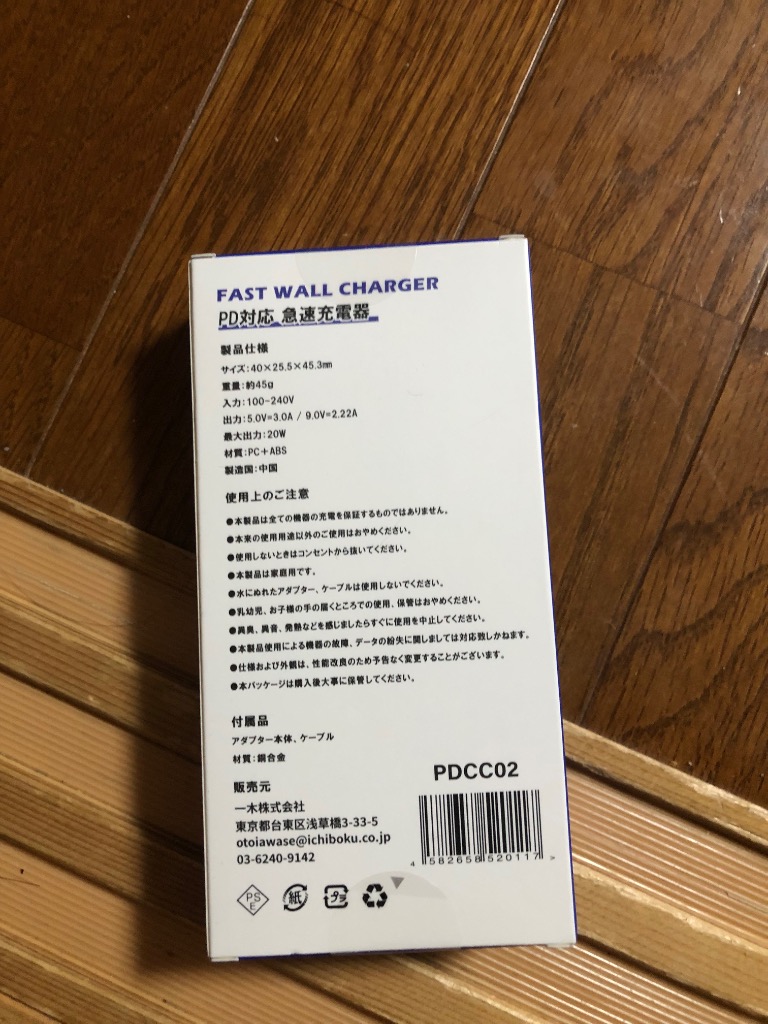 FAST WALL CHARGER
PD対応 急速充電器
製品仕様
サイズ:40×25.5×45.3㎜
重量:約45g
入力:100-240V
出力:5.0V=3.0A / 9.0V=2.22A
最大出力:20W
材質:PC+ABS
製造国:中国
使用上のご注意
●本製品は全ての機器の充電を保証するものではありません。
●本来の使用用途以外のご使用はおやめください。
●使用しないときはコンセントから抜いてください。
●本製品は家庭用です。
●水にぬれたアダプター、ケーブルは使用しないでください。
●乳幼児、お子様の手の届くところでの使用、保管はおやめください。
●異臭、異音、発熱などを感じましたらすぐに使用を中止してください。
●本製品使用による機器の故障、データの紛失に関しましては対応致しかねます。
●仕様および外観は、性能改良のため予告なく変更することがございます。
●本パッケージは購入後大事に保管してください。
付属品
アダプター本体、ケーブル
材質:銅合金
販売元
一木株式会社
東京都台東区浅草橋3-33-5
otoiawase@ichiboku.co.jp
03-6240-9142
PDCC02
4 582658 520117 >
PS
E
紙
プラ